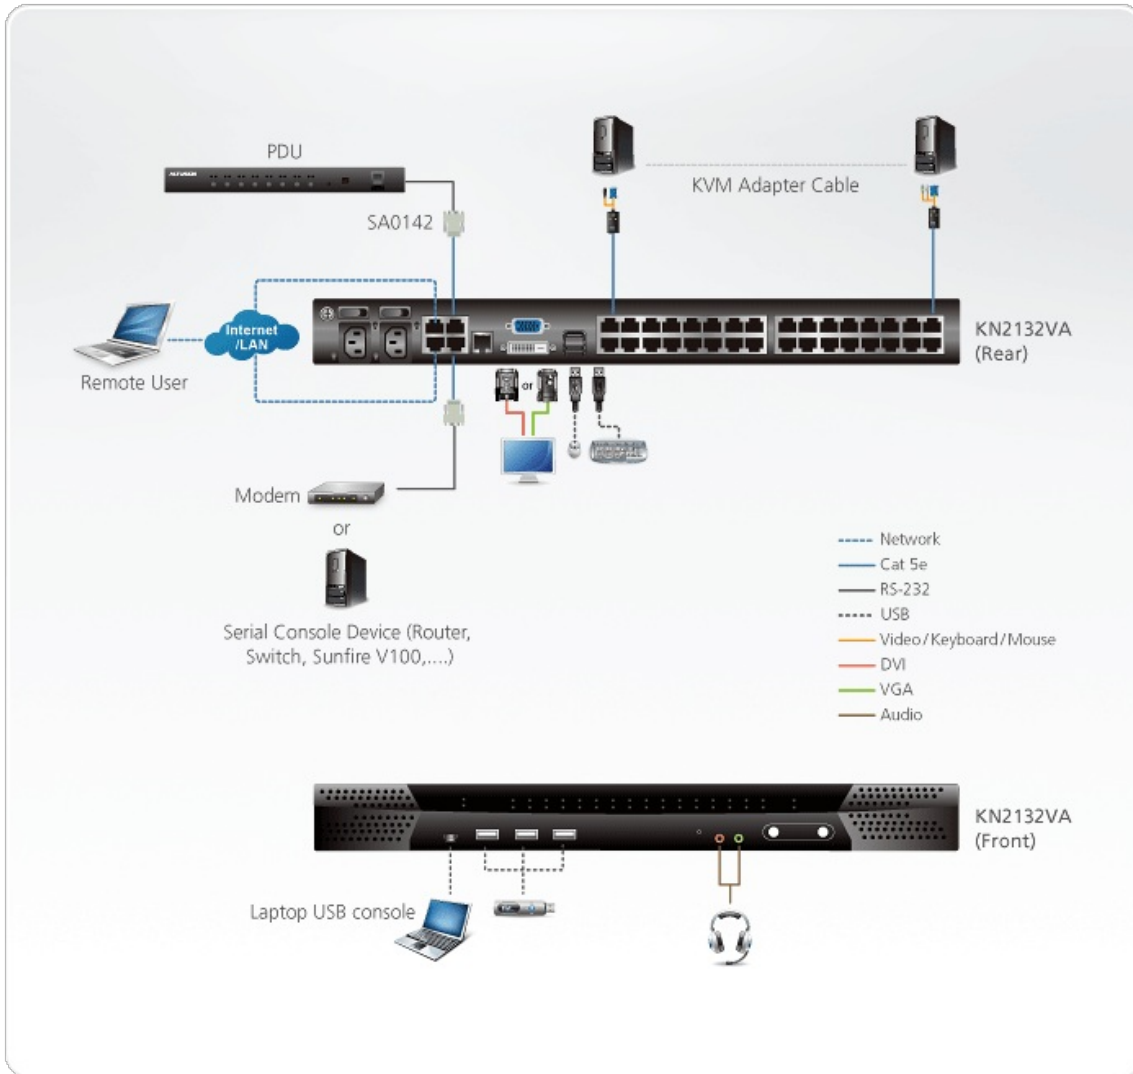 PDU
KVM Adapter Cable
SA0142
Internet
/LAN
KN2132VA
(Rear)
Remote User
or
Modem
or
Serial Console Device (Router,
Switch, Sunfire V100,....)
Network
Cat 5e
RS-232
USB
Video/Keyboard/Mouse
DVI
VGA
Audio
KN2132VA
(Front)
Laptop USB console